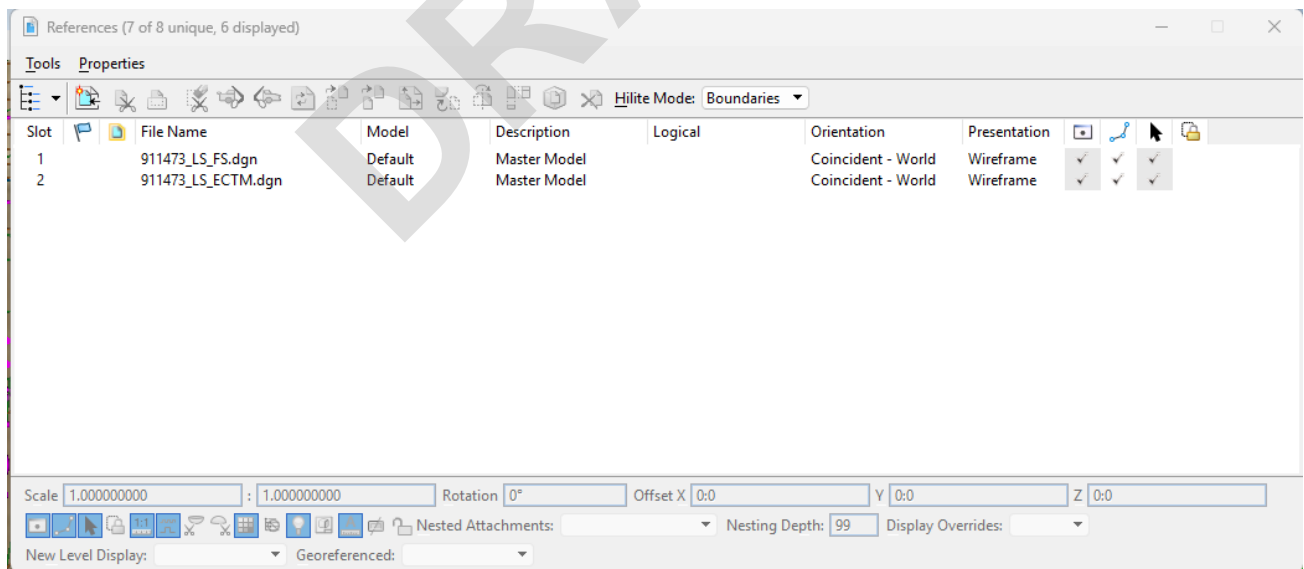 References (7 of 8 unique, 6 displayed)
Tools Properties
Hilite Mode: Boundaries
Slot File Name Model Description Logical Orientation Presentation
1 911473_LS_FS.dgn Default Master Model Coincident - World Wireframe
2 911473_LS_ECTM.dgn Default Master Model Coincident - World Wireframe
Scale 1.000000000 : 1.000000000 Rotation 0° Offset X 0:0 Y 0:0 Z 0:0
1:1 Nested Attachments: Nesting Depth: 99 Display Overrides:
New Level Display: Georeferenced: